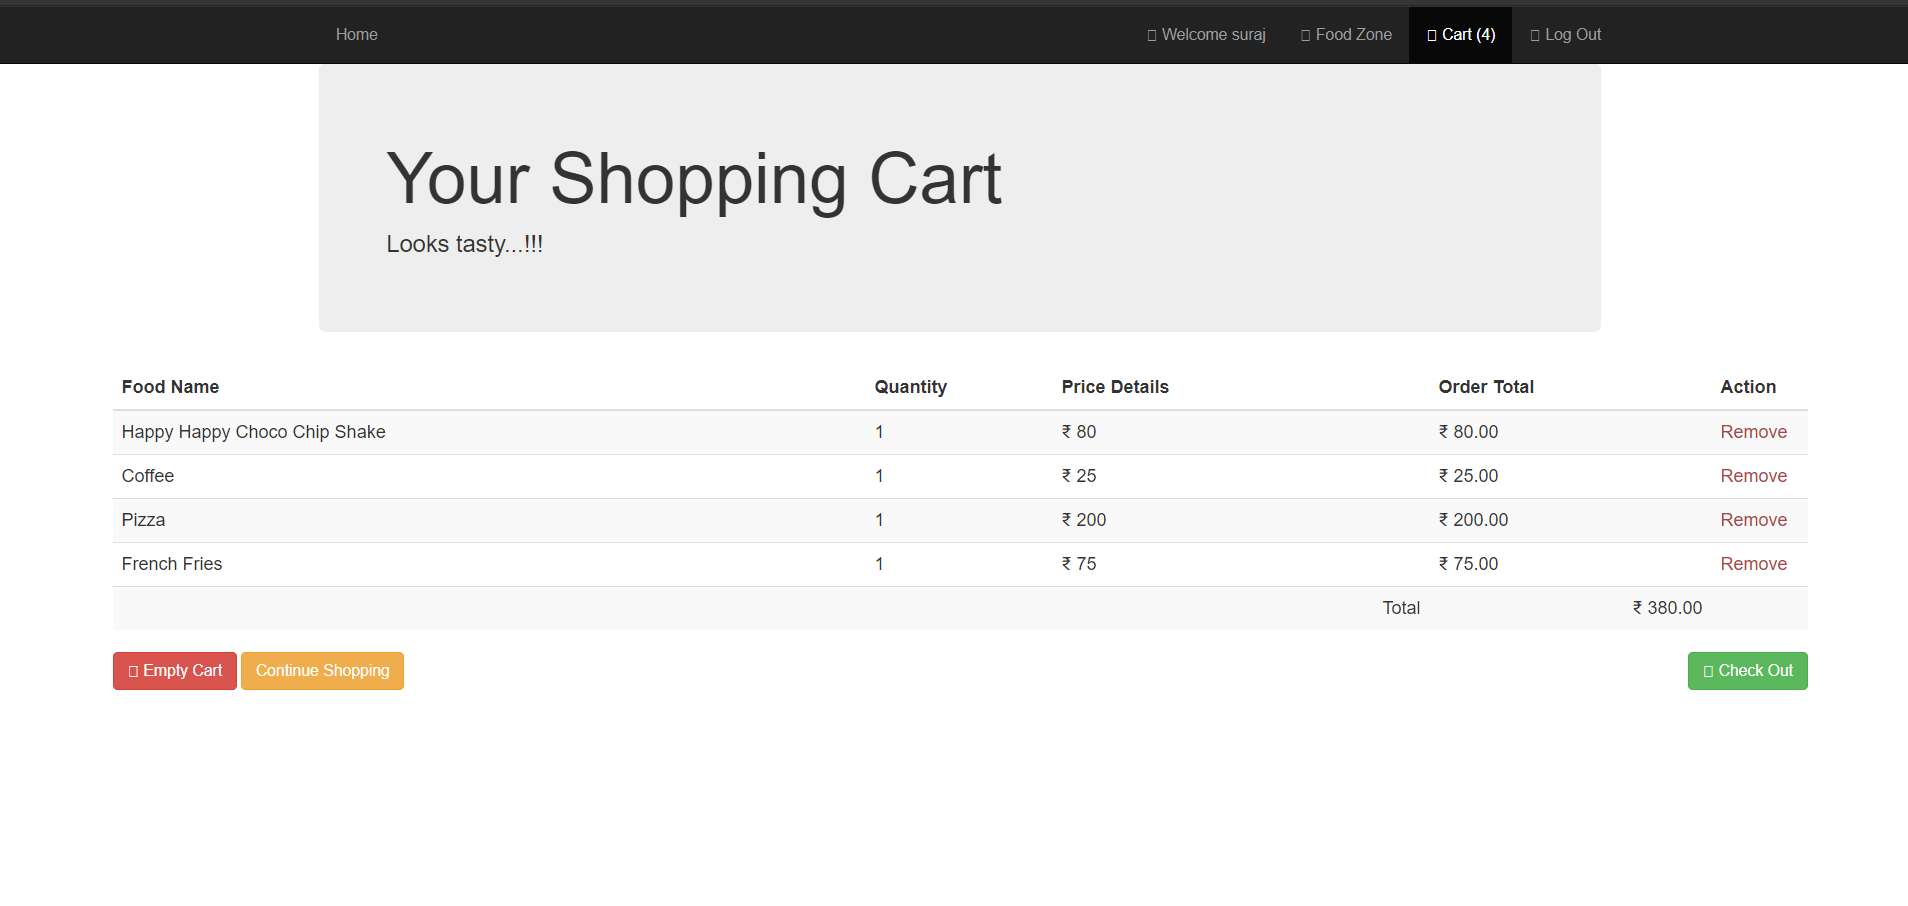 Home Welcome suraj Food Zone Cart (4) Log Out
Your Shopping Cart
Looks tasty...!!!
Food Name Quantity Price Details Order Total Action
Happy Happy Choco Chip Shake 1 ₹ 80 ₹ 80.00 Remove
Coffee 1 ₹ 25 ₹ 25.00 Remove
Pizza 1 ₹ 200 ₹ 200.00 Remove
French Fries 1 ₹ 75 ₹ 75.00 Remove
Total ₹ 380.00
Empty Cart Continue Shopping Check Out